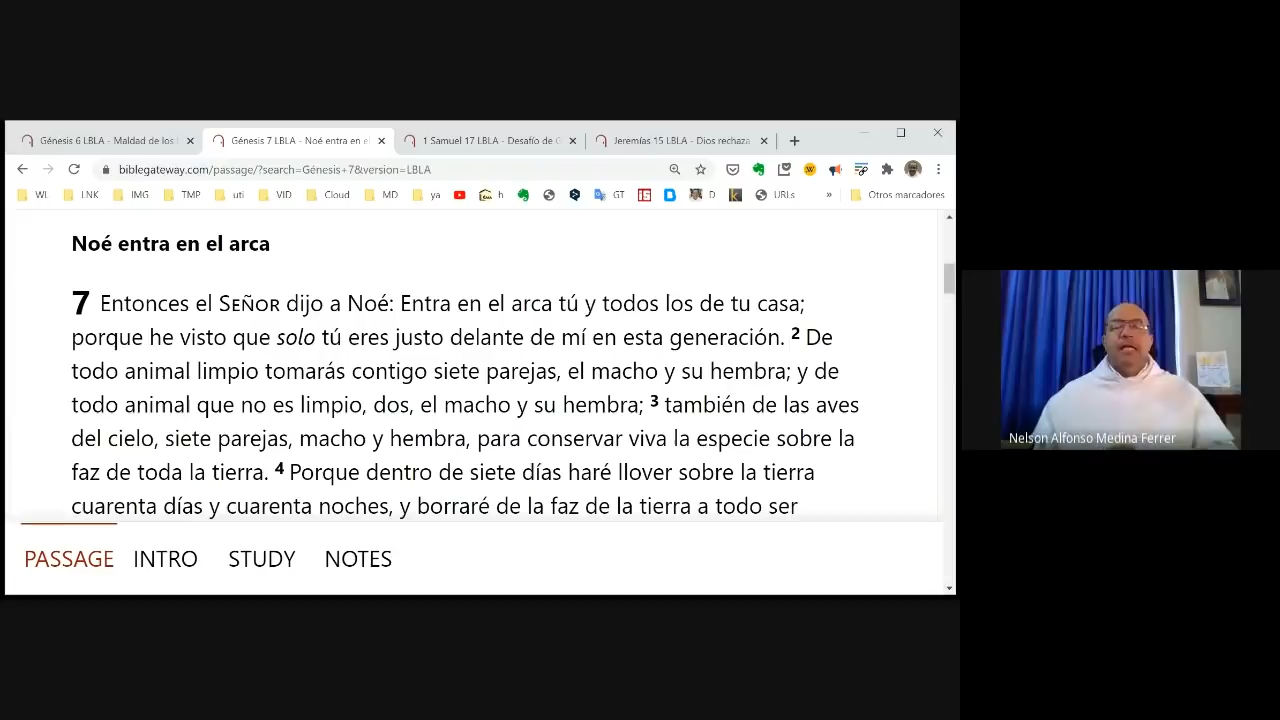 Génesis 6 LBLA - Maldad de los
Génesis 7 LBLA - Noé entra en el
1 Samuel 17 LBLA - Desafío de G
Jeremías 15 LBLA - Dios rechaza
biblegateway.com/passage/?search=Génesis+7&version=LBLA
WL LNK IMG TMP uti VID Cloud MD ya h GT D URLs » Otros marcadores
Noé entra en el arca
7 Entonces el SEÑOR dijo a Noé: Entra en el arca tú y todos los de tu casa;
porque he visto que solo tú eres justo delante de mí en esta generación. 2 De
todo animal limpio tomarás contigo siete parejas, el macho y su hembra; y de
todo animal que no es limpio, dos, el macho y su hembra; 3 también de las aves
del cielo, siete parejas, macho y hembra, para conservar viva la especie sobre la
faz de toda la tierra. 4 Porque dentro de siete días haré llover sobre la tierra
cuarenta días y cuarenta noches, y borraré de la faz de la tierra a todo ser
PASSAGE INTRO STUDY NOTES
Nelson Alfonso Medina Ferrer